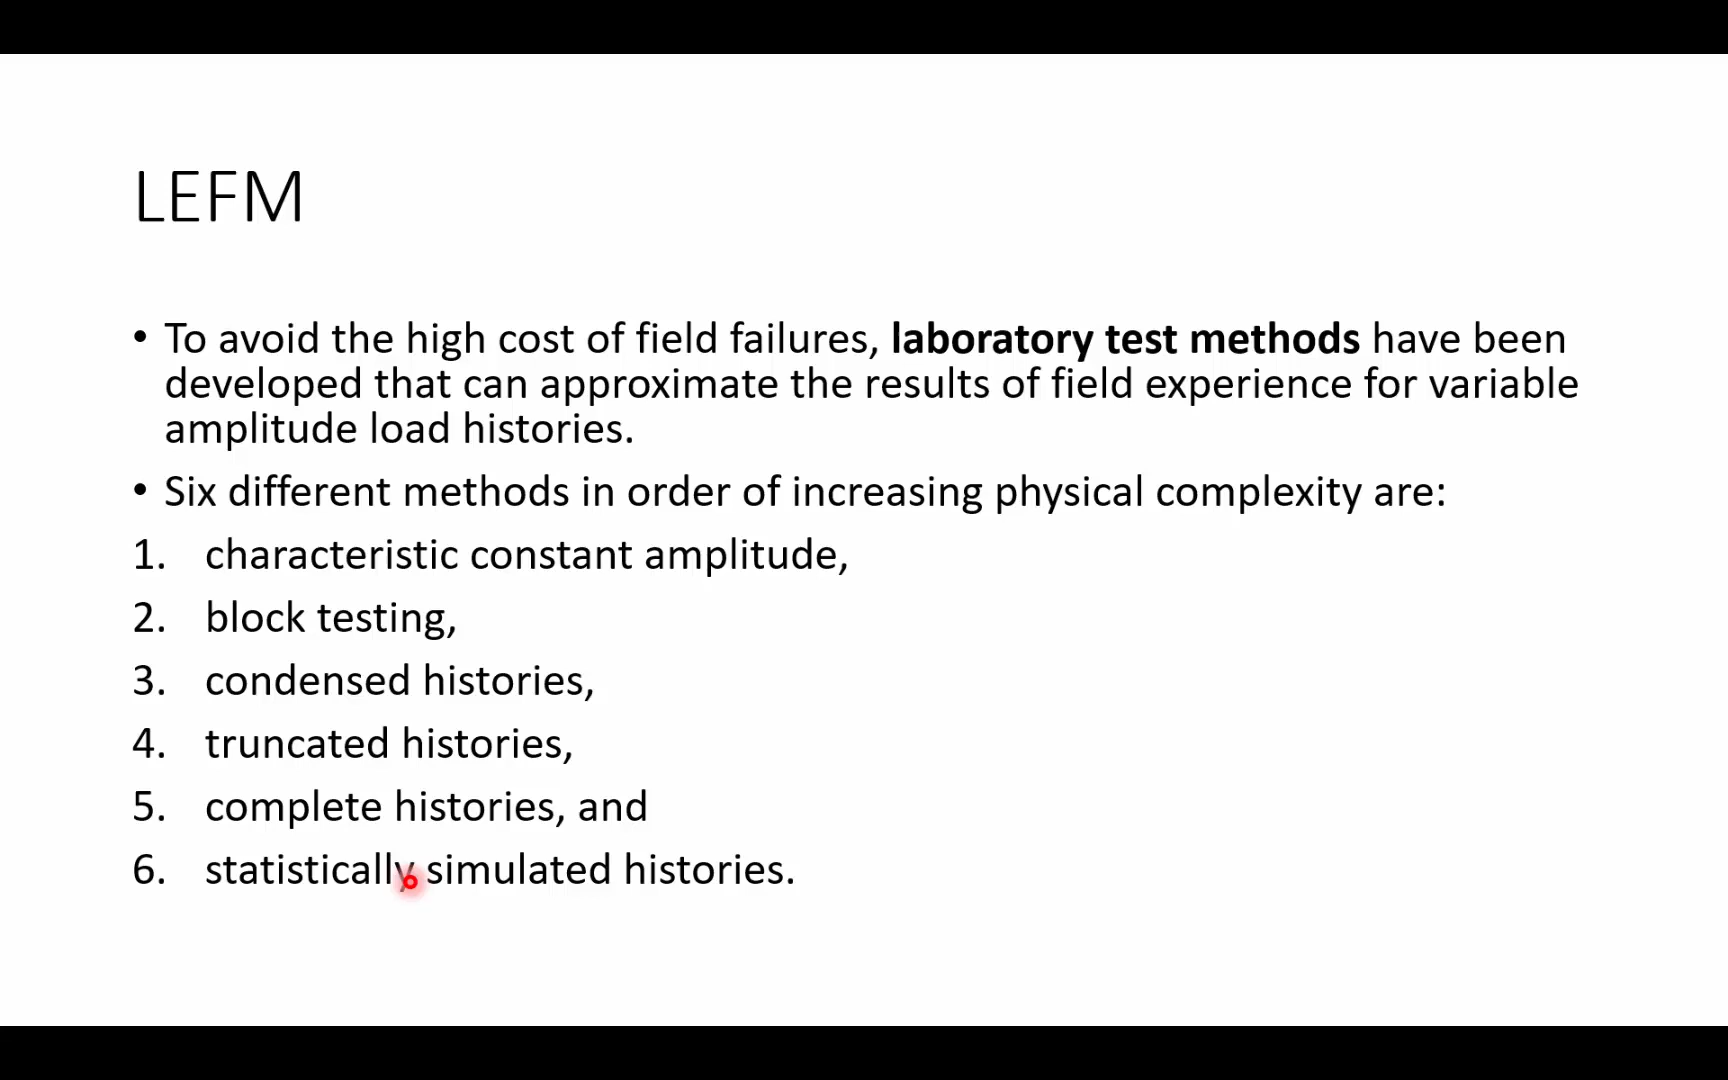 LEFM
• To avoid the high cost of field failures, laboratory test methods have been
developed that can approximate the results of field experience for variable
amplitude load histories.
• Six different methods in order of increasing physical complexity are:
1. characteristic constant amplitude,
2. block testing,
3. condensed histories,
4. truncated histories,
5. complete histories, and
6. statistically simulated histories.